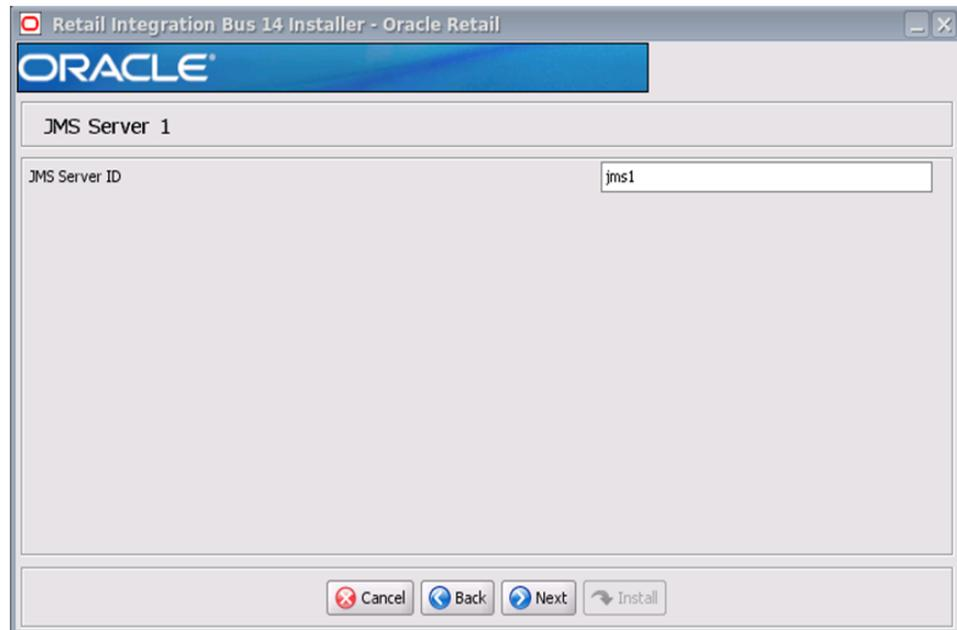 Retail Integration Bus 14 Installer - Oracle Retail
ORACLE®
JMS Server 1
JMS Server ID
jms1
Cancel Back Next Install